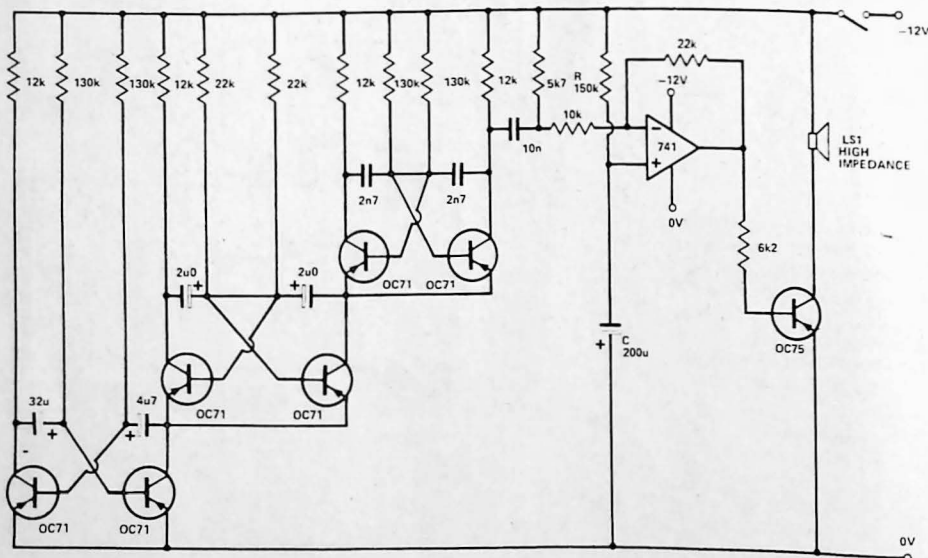 −12V
12k
130k
130k
12k
22k
22k
12k
130k
130k
12k
5k7
R
150k
22k
−12V
10k
10n
−
741
+
0V
LS1
HIGH
IMPEDANCE
2n7
2n7
OC71
OC71
6k2
2u0
+
+
2u0
+
C
200u
OC75
OC71
OC71
32u
+
4u7
+
-
OC71
OC71
0V